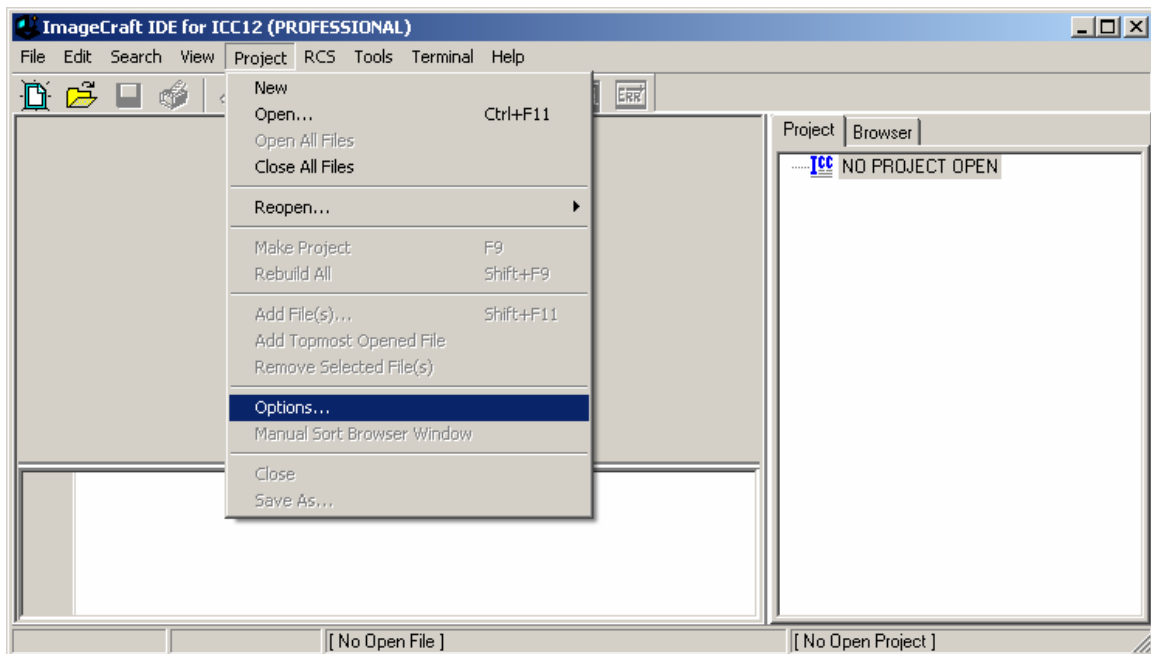 ImageCraft IDE for ICC12 (PROFESSIONAL)
File Edit Search View Project RCS Tools Terminal Help
New
Open... Ctrl+F11
Open All Files
Close All Files
Reopen...
Make Project F9
Rebuild All Shift+F9
Add File(s)... Shift+F11
Add Topmost Opened File
Remove Selected File(s)
Options...
Manual Sort Browser Window
Close
Save As...
ERR
Project Browser
ICC NO PROJECT OPEN
[ No Open File ] [ No Open Project ]